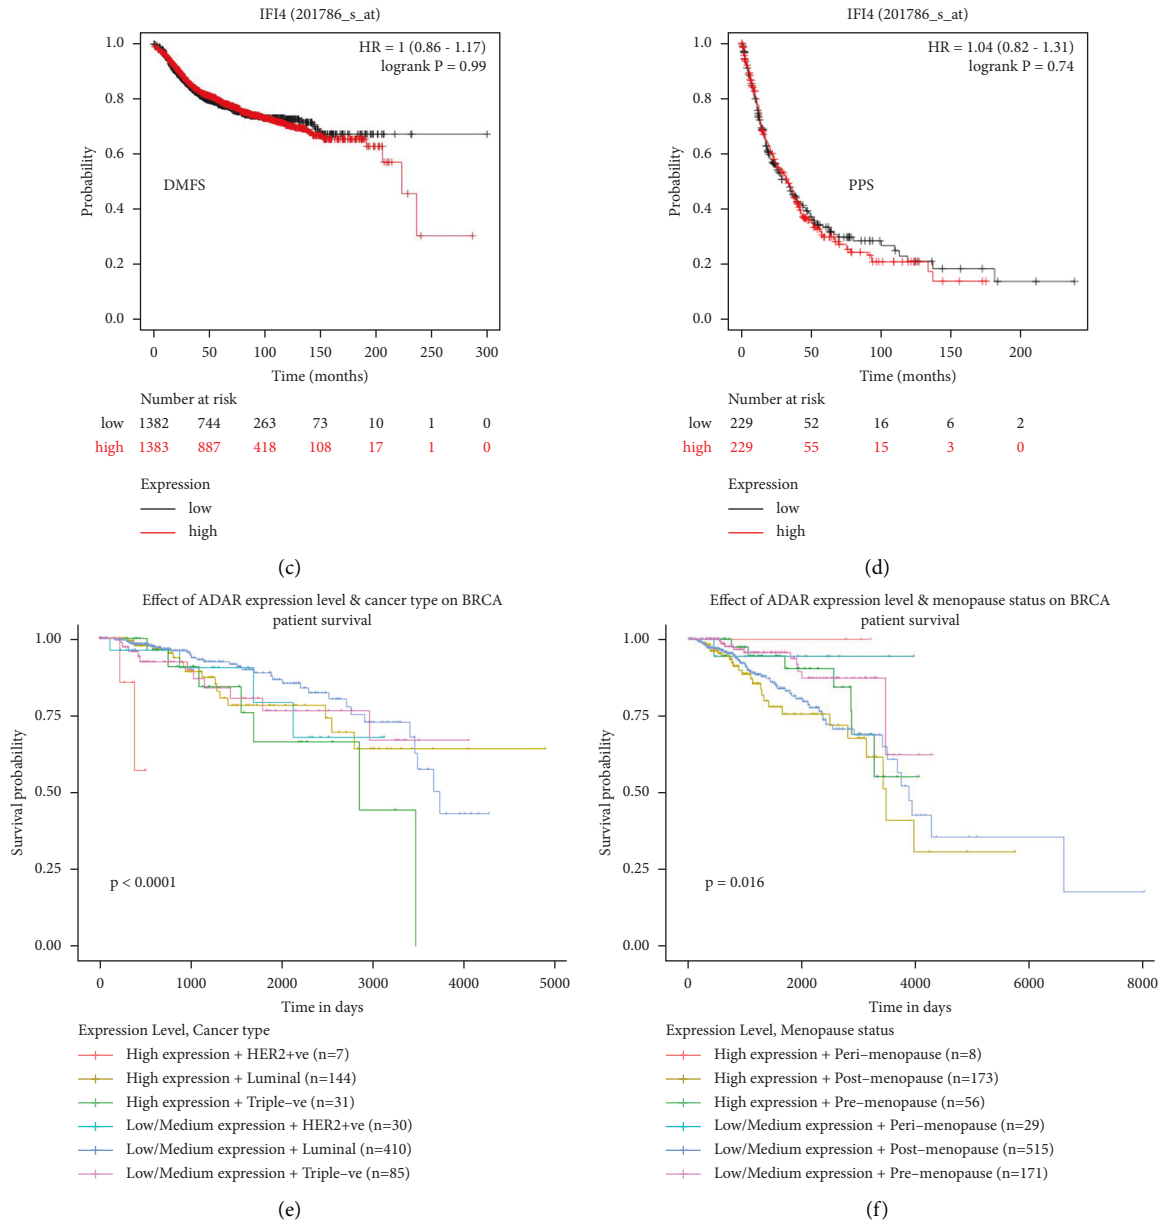 IFI4 (201786_s_at)
HR = 1 (0.86 - 1.17)
logrank P = 0.99
Probability
1.0
0.8
0.6
0.4
0.2
0.0
DMFS
0 50 100 150 200 250 300
Time (months)
Number at risk
low 1382 744 263 73 10 1 0
high 1383 887 418 108 17 1 0
Expression
low
high
(c)
IFI4 (201786_s_at)
HR = 1.04 (0.82 - 1.31)
logrank P = 0.74
Probability
1.0
0.8
0.6
0.4
0.2
0.0
PPS
0 50 100 150 200
Time (months)
Number at risk
low 229 52 16 6 2
high 229 55 15 3 0
Expression
low
high
(d)
Effect of ADAR expression level & cancer type on BRCA
patient survival
Survival probability
1.00
0.75
0.50
0.25
0.00
p < 0.0001
0 1000 2000 3000 4000 5000
Time in days
Expression Level, Cancer type
High expression + HER2+ve (n=7)
High expression + Luminal (n=144)
High expression + Triple–ve (n=31)
Low/Medium expression + HER2+ve (n=30)
Low/Medium expression + Luminal (n=410)
Low/Medium expression + Triple–ve (n=85)
(e)
Effect of ADAR expression level & menopause status on BRCA
patient survival
Survival probability
1.00
0.75
0.50
0.25
0.00
p = 0.016
0 2000 4000 6000 8000
Time in days
Expression Level, Menopause status
High expression + Peri–menopause (n=8)
High expression + Post–menopause (n=173)
High expression + Pre–menopause (n=56)
Low/Medium expression + Peri–menopause (n=29)
Low/Medium expression + Post–menopause (n=515)
Low/Medium expression + Pre–menopause (n=171)
(f)